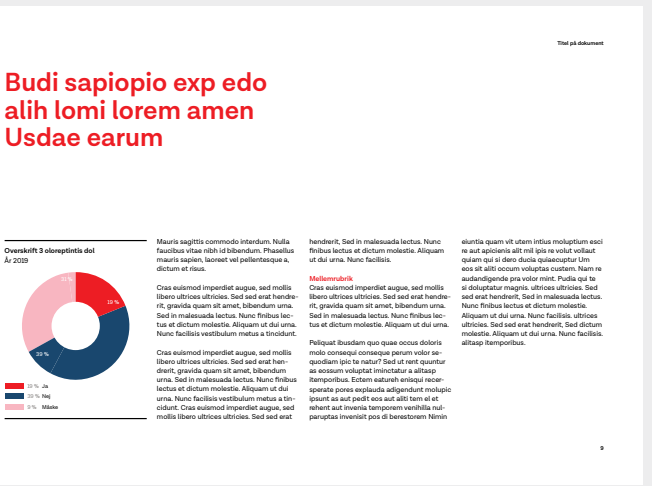 Titel på dokument
Budi sapiopio exp edo
alih lomi lorem amen
Usdae earum
Overskrift 3 oloreptintis dol
År 2019
31 %
19 %
39 %
19 % Ja
39 % Nej
9 % Måske
Mauris sagittis commodo interdum. Nulla
faucibus vitae nibh id bibendum. Phasellus
mauris sapien, laoreet vel pellentesque a,
dictum et risus.
Cras euismod imperdiet augue, sed mollis
libero ultrices ultricies. Sed sed erat hendre-
rit, gravida quam sit amet, bibendum urna.
Sed in malesuada lectus. Nunc finibus lec-
tus et dictum molestie. Aliquam ut dui urna.
Nunc facilisis vestibulum metus a tincidunt.
Cras euismod imperdiet augue, sed mollis
libero ultrices ultricies. Sed sed erat hen-
drerit, gravida quam sit amet, bibendum
urna. Sed in malesuada lectus. Nunc finibus
lectus et dictum molestie. Aliquam ut dui
urna. Nunc facilisis vestibulum metus a tin-
cidunt. Cras euismod imperdiet augue, sed
mollis libero ultrices ultricies. Sed sed erat
hendrerit, Sed in malesuada lectus. Nunc
finibus lectus et dictum molestie. Aliquam
ut dui urna. Nunc facilisis.
Mellemrubrik
Cras euismod imperdiet augue, sed mollis
libero ultrices ultricies. Sed sed erat hendre-
rit, gravida quam sit amet, bibendum urna.
Sed in malesuada lectus. Nunc finibus lec-
tus et dictum molestie. Aliquam ut dui urna.
Peliquat ibusdam quo quae occus doloris
molo consequi conseque perum volor se-
quodiam ipic te natur? Sed ut rent quuntur
as eossum voluptat iminctatur a alitasp
itemporibus. Ectem eatureh enisqui recer-
sperate pores explauda adigendunt molupic
ipsunt as aut pedit eos aut aliti tem el et
rehent aut invenia temporem venihilla nul-
paruptas invenisit pos di berestorem Nimin
eiuntia quam vit utem intius moluptium esci
re aut apicienis alit mil ipis re volut vollaut
quiam qui si dero ducia quiaecuptur Um
eos sit aliti occum voluptas custem. Nam re
audandigende pra volor mint. Pudia qui te
si doluptatur magnis. ultrices ultricies. Sed
sed erat hendrerit, Sed in malesuada lectus.
Nunc finibus lectus et dictum molestie.
Aliquam ut dui urna. Nunc facilisis. ultrices
ultricies. Sed sed erat hendrerit, Sed dictum
molestie. Aliquam ut dui urna. Nunc facilisis.
alitasp itemporibus.
9